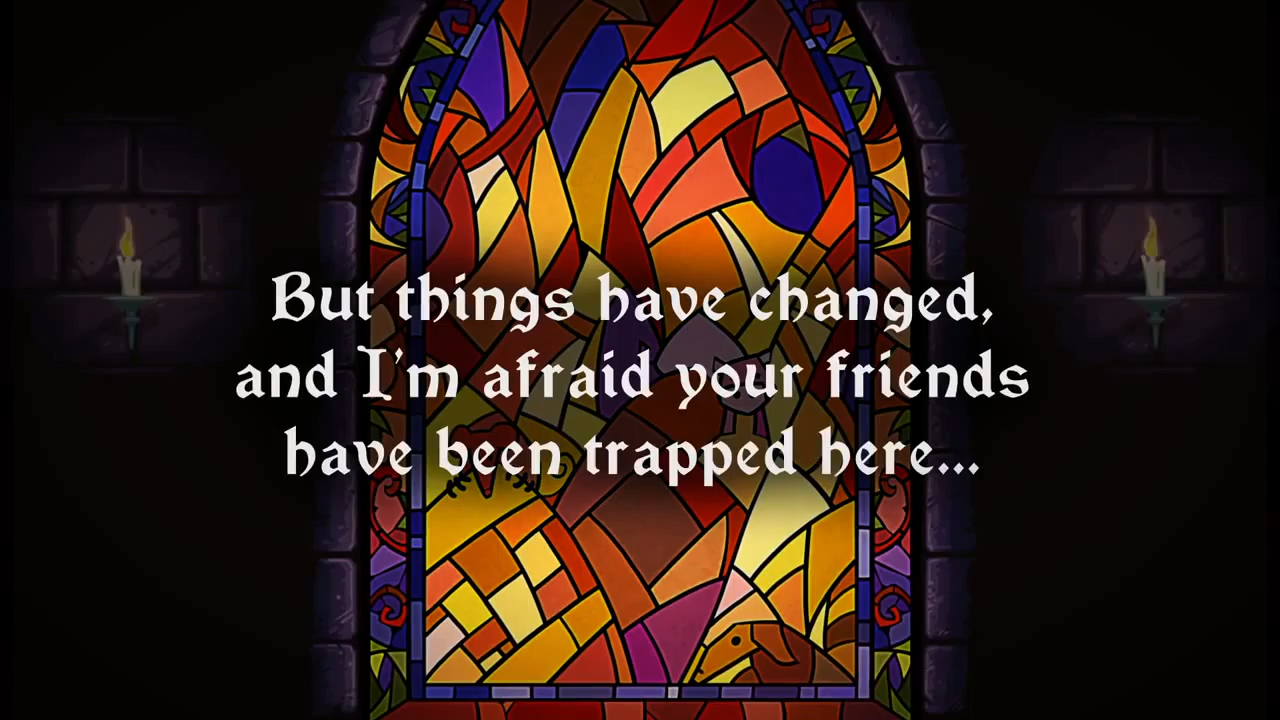 But things have changed,
and I'm afraid your friends
have been trapped here...